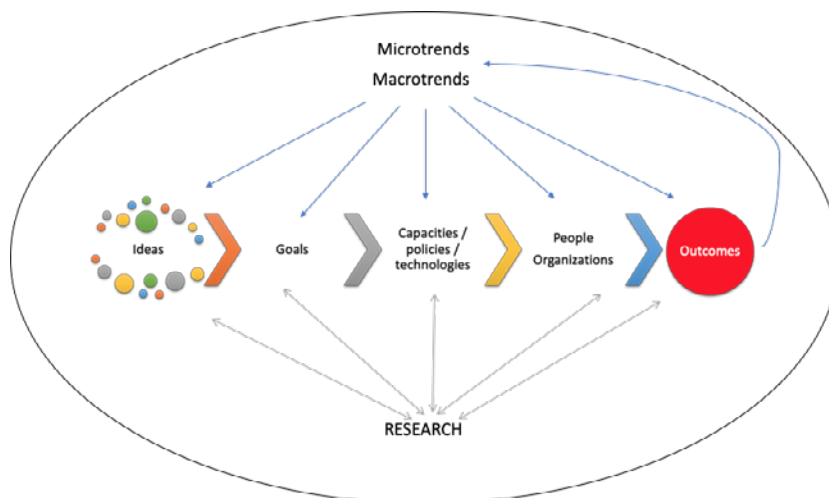 Microtrends
Macrotrends
Ideas
Goals
Capacities /
policies /
technologies
People
Organizations
Outcomes
RESEARCH